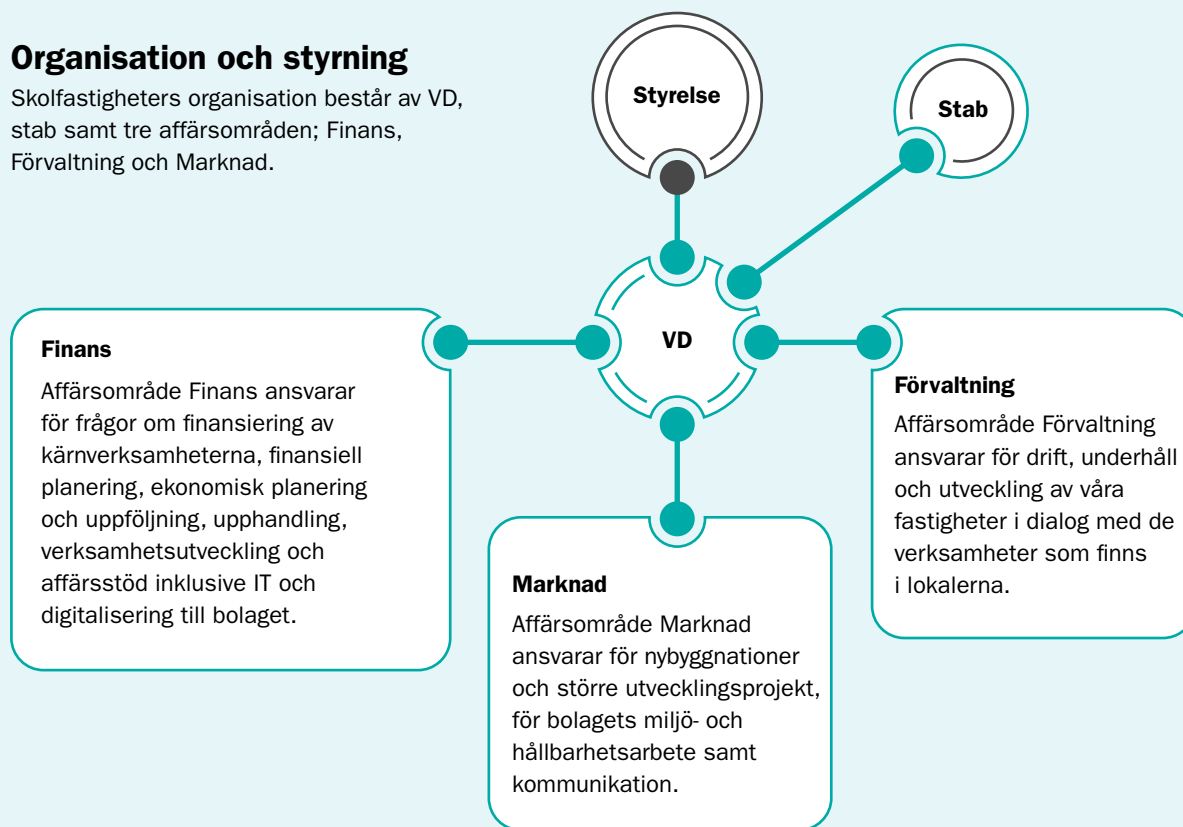 Organisation och styrning
Skolfastigheters organisation består av VD,
stab samt tre affärsområden; Finans,
Förvaltning och Marknad.
Styrelse
Stab
VD
Finans
Affärsområde Finans ansvarar
för frågor om finansiering av
kärnverksamheterna, finansiell
planering, ekonomisk planering
och uppföljning, upphandling,
verksamhetsutveckling och
affärsstöd inklusive IT och
digitalisering till bolaget.
Marknad
Affärsområde Marknad
ansvarar för nybyggnationer
och större utvecklingsprojekt,
för bolagets miljö- och
hållbarhetsarbete samt
kommunikation.
Förvaltning
Affärsområde Förvaltning
ansvarar för drift, underhåll
och utveckling av våra
fastigheter i dialog med de
verksamheter som finns
i lokalerna.